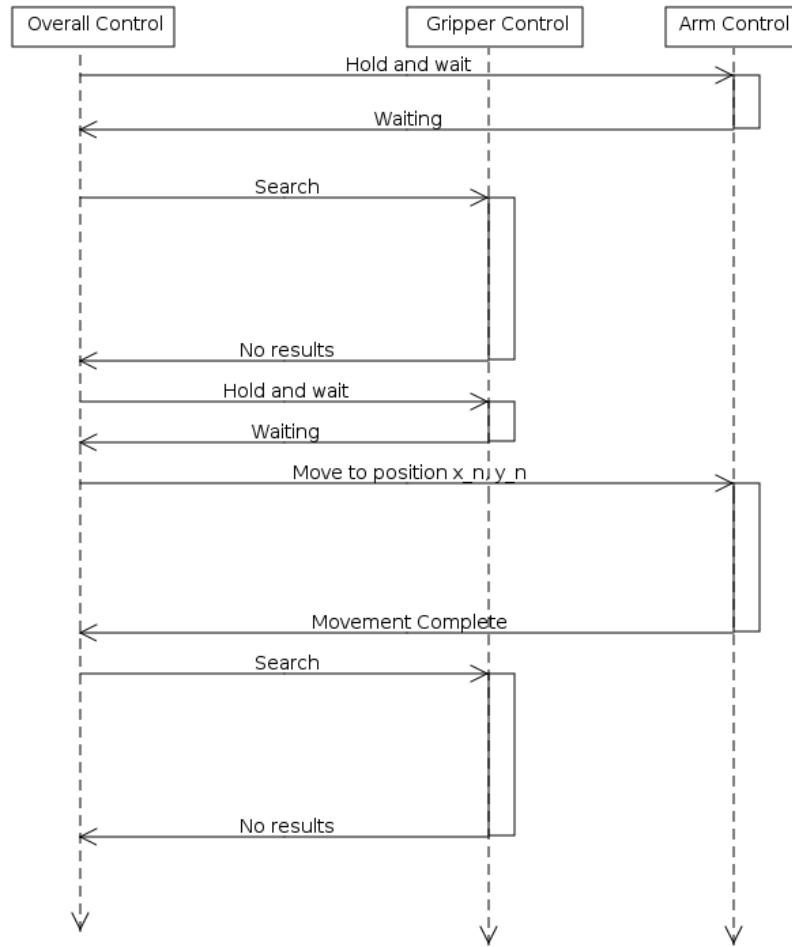 Overall Control
Gripper Control
Arm Control
Hold and wait
Waiting
Search
No results
Hold and wait
Waiting
Move to position x_n, y_n
Movement Complete
Search
No results